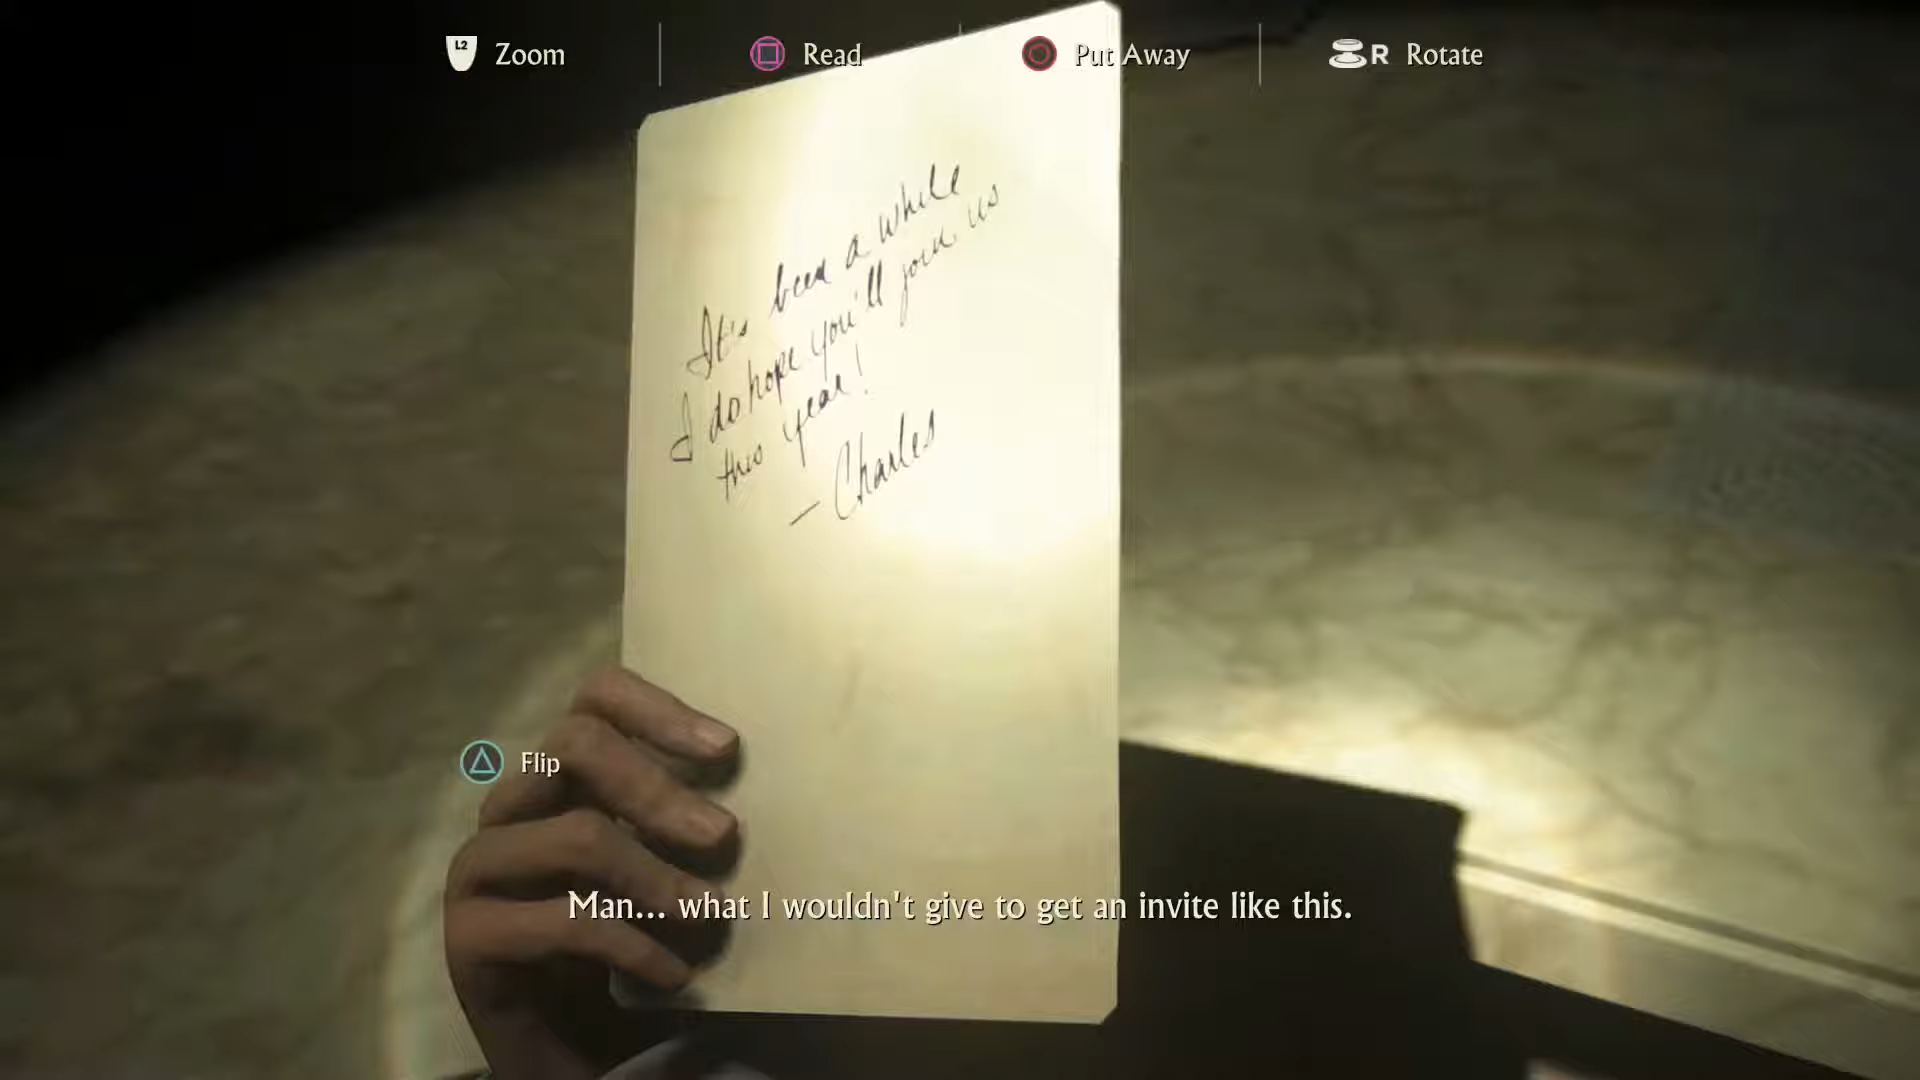 L2 Zoom
Read
Put Away
R Rotate
It's been a while
I do hope you'll join us
this year!
— Charles
Flip
Man... what I wouldn't give to get an invite like this.